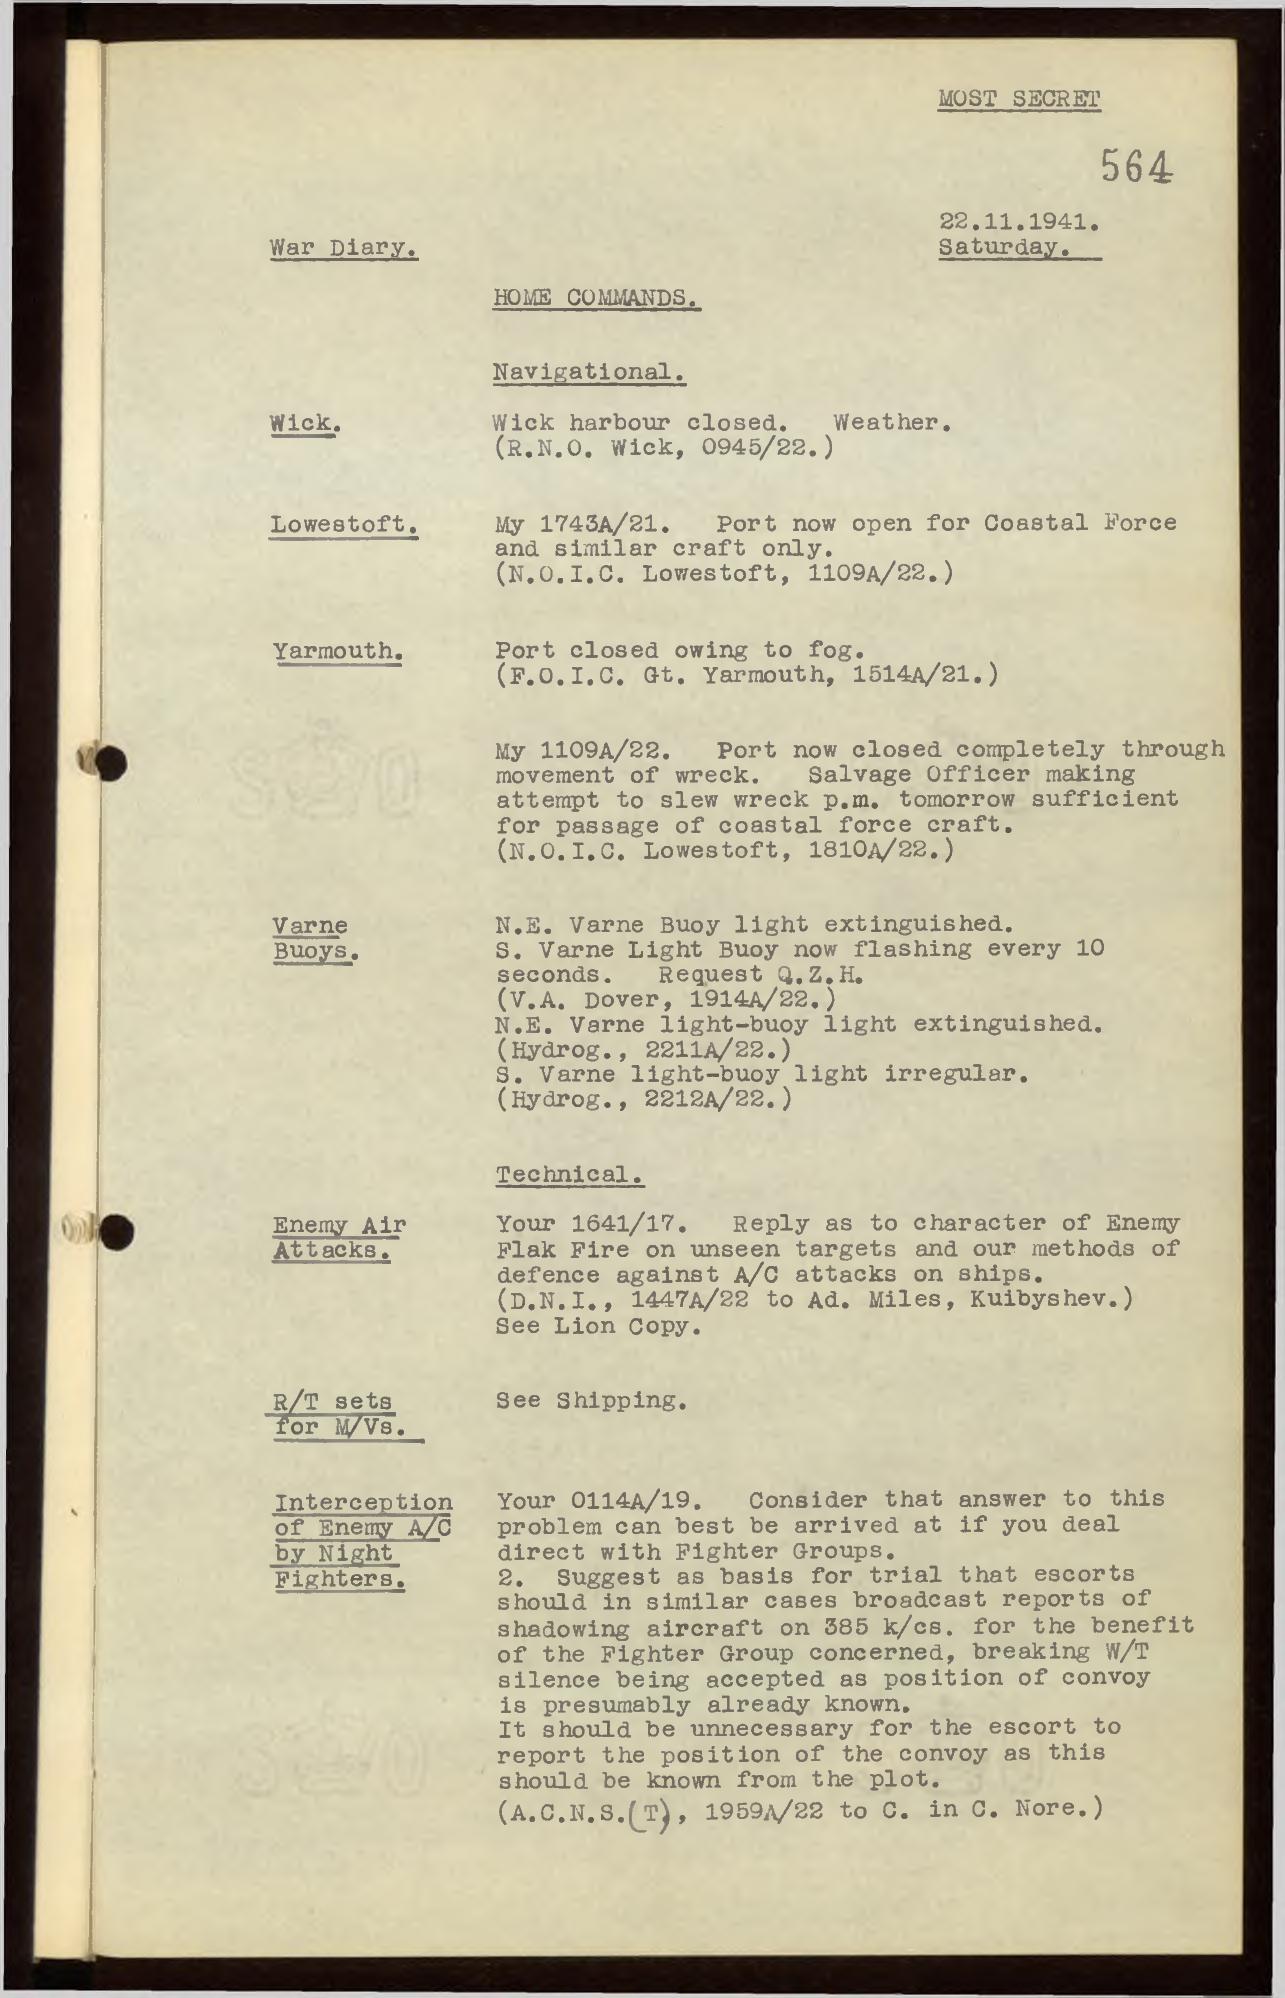 MOST SECRET
564
22.11.1941.
War Diary.
Saturday.
HOME COMMANDS.
Navigational.
Wick.
Wick harbour closed. Weather.
(R.N.O. Wick, 0945/22.)
Lowestoft.
My 1743A/21. Port now open for Coastal Force
and similar craft only.
(N.O.I.C. Lowestoft, 1109A/22.)
Yarmouth.
Port closed owing to fog.
(F.O.I.C. Gt. Yarmouth, 1514A/21.)
My 1109A/22. Port now closed completely through
movement of wreck. Salvage Officer making
attempt to slew wreck p.m. tomorrow sufficient
for passage of coastal force craft.
(N.O.I.C. Lowestoft, 1810A/22.)
Varne
Buoys.
N.E. Varne Buoy light extinguished.
S. Varne Light Buoy now flashing every 10
seconds. Request Q.Z.H.
(V.A. Dover, 1914A/22.)
N.E. Varne light-buoy light extinguished.
(Hydrog., 2211A/22.)
S. Varne light-buoy light irregular.
(Hydrog., 2212A/22.)
Technical.
Enemy Air
Attacks.
Your 1641/17. Reply as to character of Enemy
Flak Fire on unseen targets and our methods of
defence against A/C attacks on ships.
(D.N.I., 1447A/22 to Ad. Miles, Kuibyshev.)
See Lion Copy.
R/T sets
for M/Vs.
See Shipping.
Interception
of Enemy A/C
by Night
Fighters.
Your 0114A/19. Consider that answer to this
problem can best be arrived at if you deal
direct with Fighter Groups.
2. Suggest as basis for trial that escorts
should in similar cases broadcast reports of
shadowing aircraft on 385 k/cs. for the benefit
of the Fighter Group concerned, breaking W/T
silence being accepted as position of convoy
is presumably already known.
It should be unnecessary for the escort to
report the position of the convoy as this
should be known from the plot.
(A.C.N.S.(T), 1959A/22 to C. in C. Nore.)